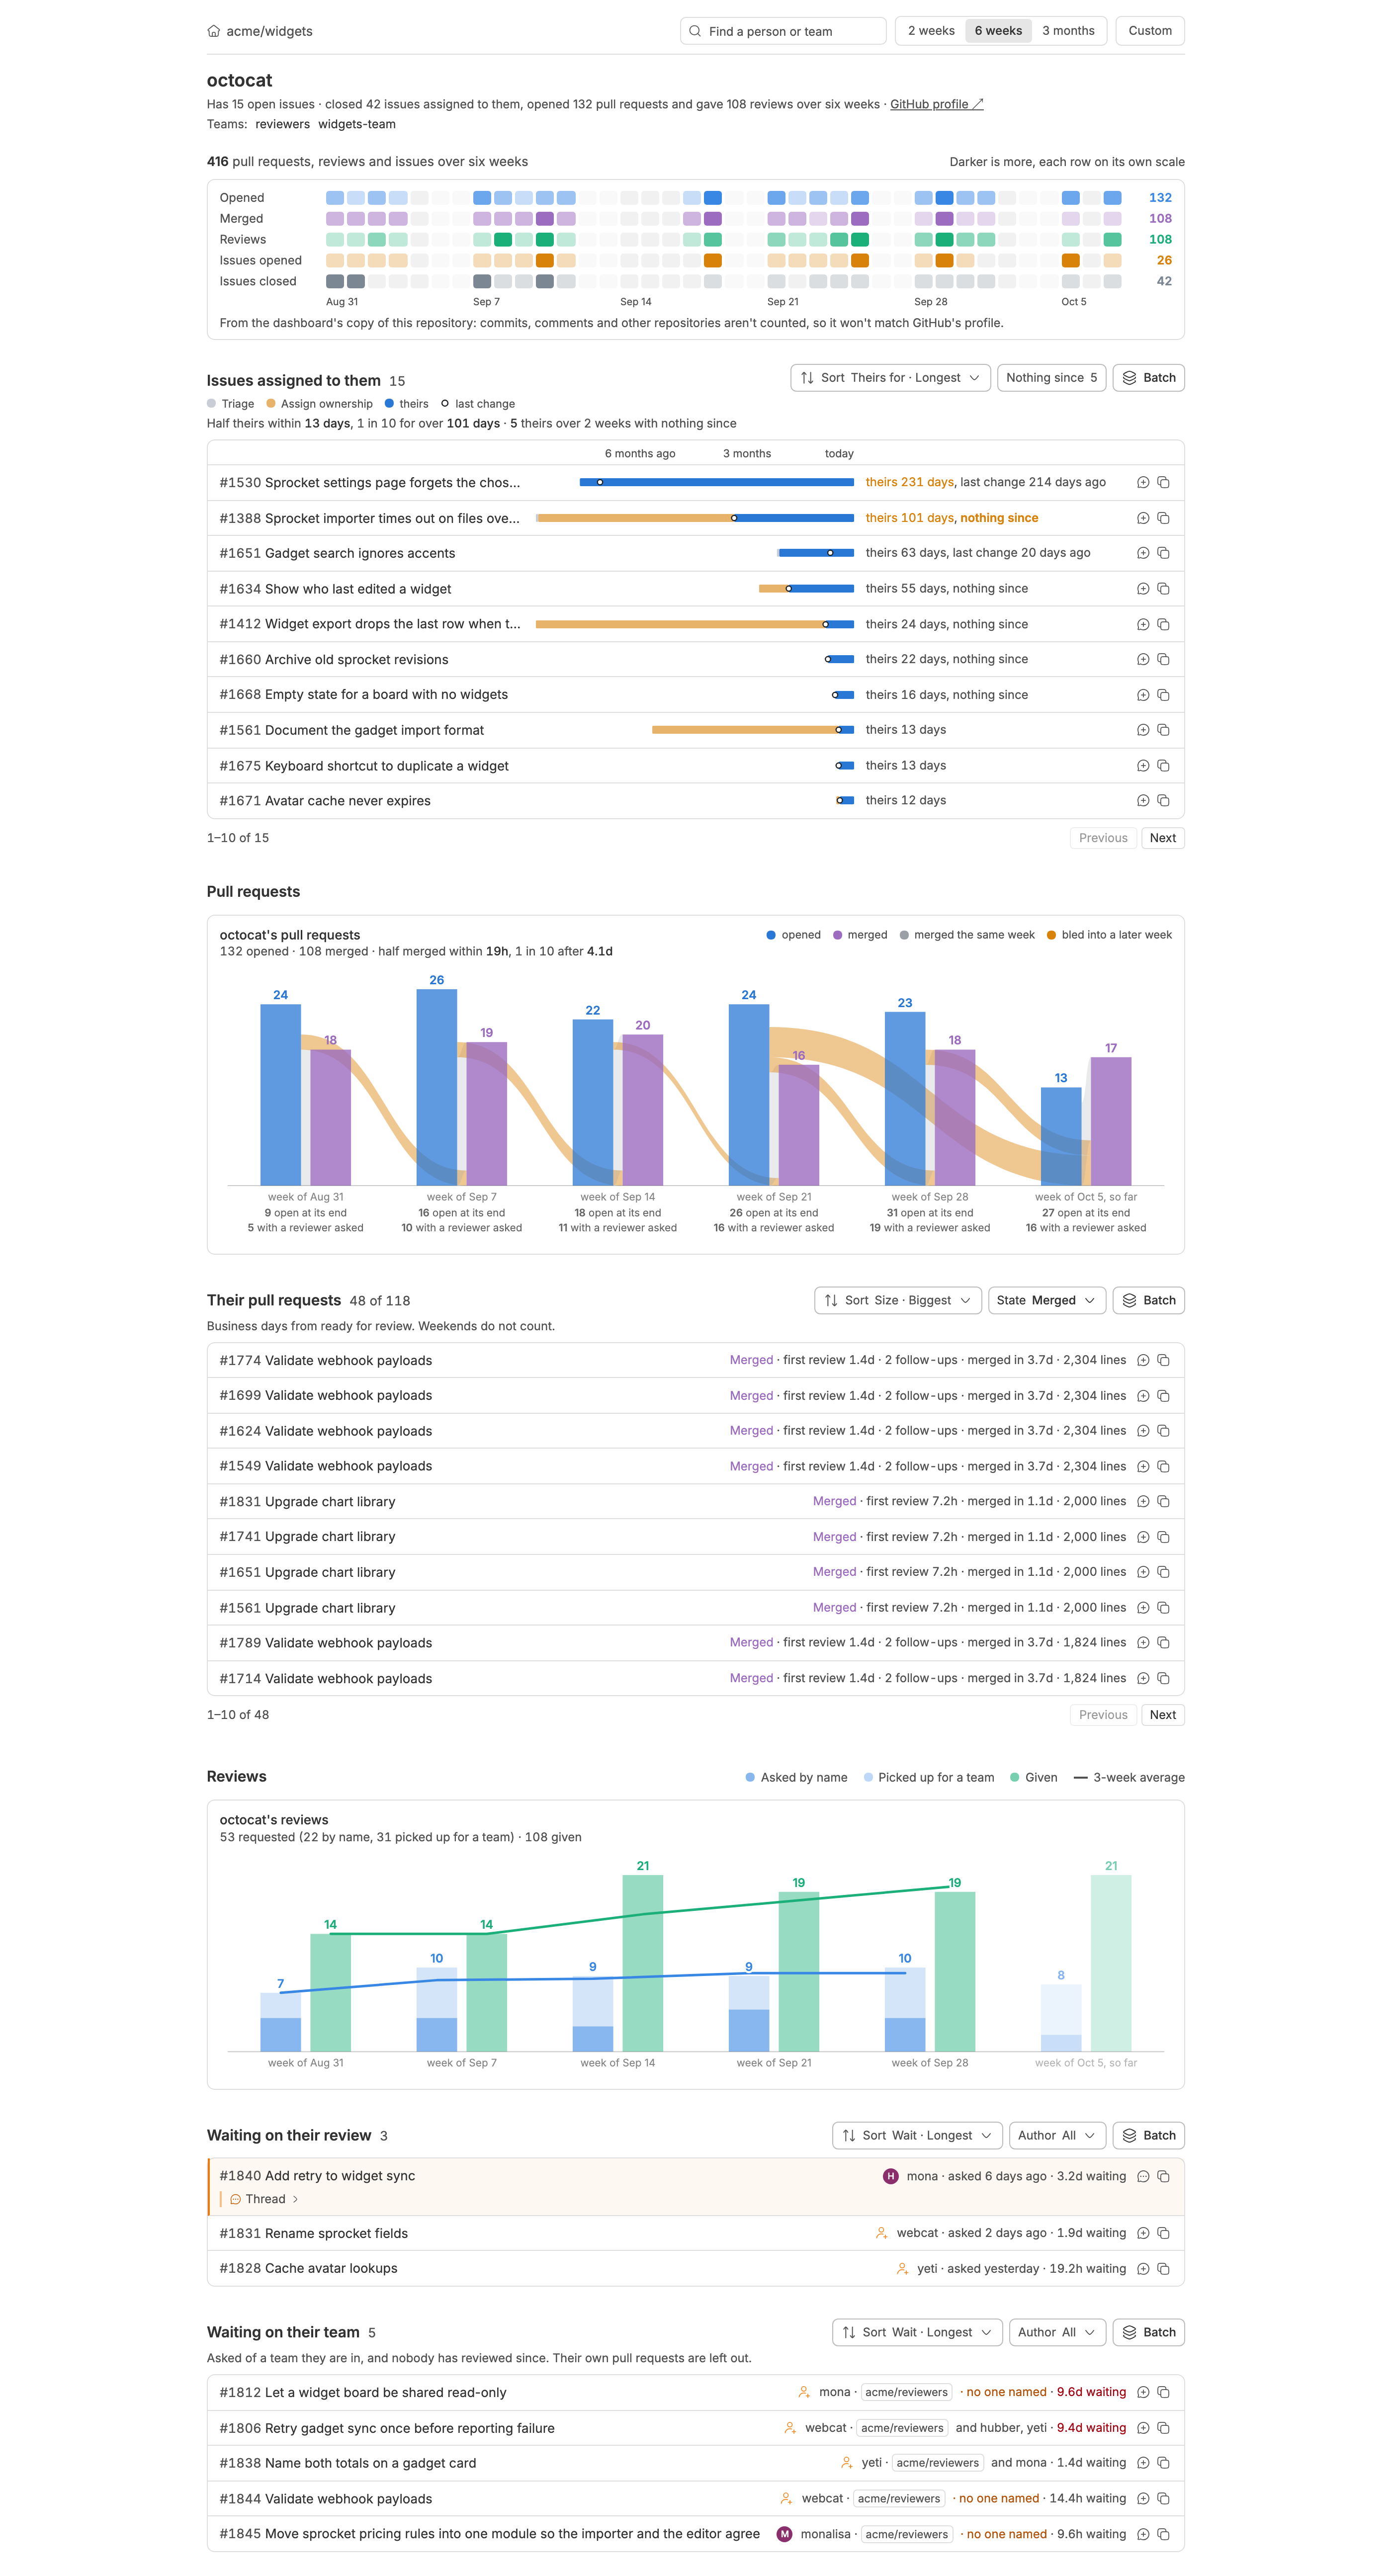 acme/widgets
Find a person or team
2 weeks 6 weeks 3 months Custom
octocat
Has 15 open issues · closed 42 issues assigned to them, opened 132 pull requests and gave 108 reviews over six weeks · GitHub profile ↗
Teams: reviewers widgets-team
416 pull requests, reviews and issues over six weeks
Darker is more, each row on its own scale
Opened 132
Merged 108
Reviews 108
Issues opened 26
Issues closed 42
Aug 31 Sep 7 Sep 14 Sep 21 Sep 28 Oct 5
From the dashboard's copy of this repository: commits, comments and other repositories aren't counted, so it won't match GitHub's profile.
Issues assigned to them 15
Sort Theirs for · Longest
Nothing since 5
Batch
Triage Assign ownership theirs last change
Half theirs within 13 days, 1 in 10 for over 101 days · 5 theirs over 2 weeks with nothing since
6 months ago 3 months today
#1530 Sprocket settings page forgets the chos... theirs 231 days, last change 214 days ago
#1388 Sprocket importer times out on files ove... theirs 101 days, nothing since
#1651 Gadget search ignores accents theirs 63 days, last change 20 days ago
#1634 Show who last edited a widget theirs 55 days, nothing since
#1412 Widget export drops the last row when t... theirs 24 days, nothing since
#1660 Archive old sprocket revisions theirs 22 days, nothing since
#1668 Empty state for a board with no widgets theirs 16 days, nothing since
#1561 Document the gadget import format theirs 13 days
#1675 Keyboard shortcut to duplicate a widget theirs 13 days
#1671 Avatar cache never expires theirs 12 days
1–10 of 15
Previous Next
Pull requests
octocat's pull requests
opened merged merged the same week bled into a later week
132 opened · 108 merged · half merged within 19h, 1 in 10 after 4.1d
24 18 26 19 22 20 24 16 23 18 13 17
week of Aug 31 week of Sep 7 week of Sep 14 week of Sep 21 week of Sep 28 week of Oct 5, so far
9 open at its end 16 open at its end 18 open at its end 26 open at its end 31 open at its end 27 open at its end
5 with a reviewer asked 10 with a reviewer asked 11 with a reviewer asked 16 with a reviewer asked 19 with a reviewer asked 16 with a reviewer asked
Their pull requests 48 of 118
Sort Size · Biggest
State Merged
Batch
Business days from ready for review. Weekends do not count.
#1774 Validate webhook payloads Merged · first review 1.4d · 2 follow-ups · merged in 3.7d · 2,304 lines
#1699 Validate webhook payloads Merged · first review 1.4d · 2 follow-ups · merged in 3.7d · 2,304 lines
#1624 Validate webhook payloads Merged · first review 1.4d · 2 follow-ups · merged in 3.7d · 2,304 lines
#1549 Validate webhook payloads Merged · first review 1.4d · 2 follow-ups · merged in 3.7d · 2,304 lines
#1831 Upgrade chart library Merged · first review 7.2h · merged in 1.1d · 2,000 lines
#1741 Upgrade chart library Merged · first review 7.2h · merged in 1.1d · 2,000 lines
#1651 Upgrade chart library Merged · first review 7.2h · merged in 1.1d · 2,000 lines
#1561 Upgrade chart library Merged · first review 7.2h · merged in 1.1d · 2,000 lines
#1789 Validate webhook payloads Merged · first review 1.4d · 2 follow-ups · merged in 3.7d · 1,824 lines
#1714 Validate webhook payloads Merged · first review 1.4d · 2 follow-ups · merged in 3.7d · 1,824 lines
1–10 of 48
Previous Next
Reviews
Asked by name Picked up for a team Given 3-week average
octocat's reviews
53 requested (22 by name, 31 picked up for a team) · 108 given
7 14 10 14 9 21 9 19 10 19 8 21
week of Aug 31 week of Sep 7 week of Sep 14 week of Sep 21 week of Sep 28 week of Oct 5, so far
Waiting on their review 3
Sort Wait · Longest
Author All
Batch
#1840 Add retry to widget sync H mona · asked 6 days ago · 3.2d waiting
Thread
#1831 Rename sprocket fields webcat · asked 2 days ago · 1.9d waiting
#1828 Cache avatar lookups yeti · asked yesterday · 19.2h waiting
Waiting on their team 5
Sort Wait · Longest
Author All
Batch
Asked of a team they are in, and nobody has reviewed since. Their own pull requests are left out.
#1812 Let a widget board be shared read-only mona · acme/reviewers · no one named · 9.6d waiting
#1806 Retry gadget sync once before reporting failure webcat · acme/reviewers and hubber, yeti · 9.4d waiting
#1838 Name both totals on a gadget card yeti · acme/reviewers and mona · 1.4d waiting
#1844 Validate webhook payloads webcat · acme/reviewers · no one named · 14.4h waiting
#1845 Move sprocket pricing rules into one module so the importer and the editor agree M monalisa · acme/reviewers · no one named · 9.6h waiting